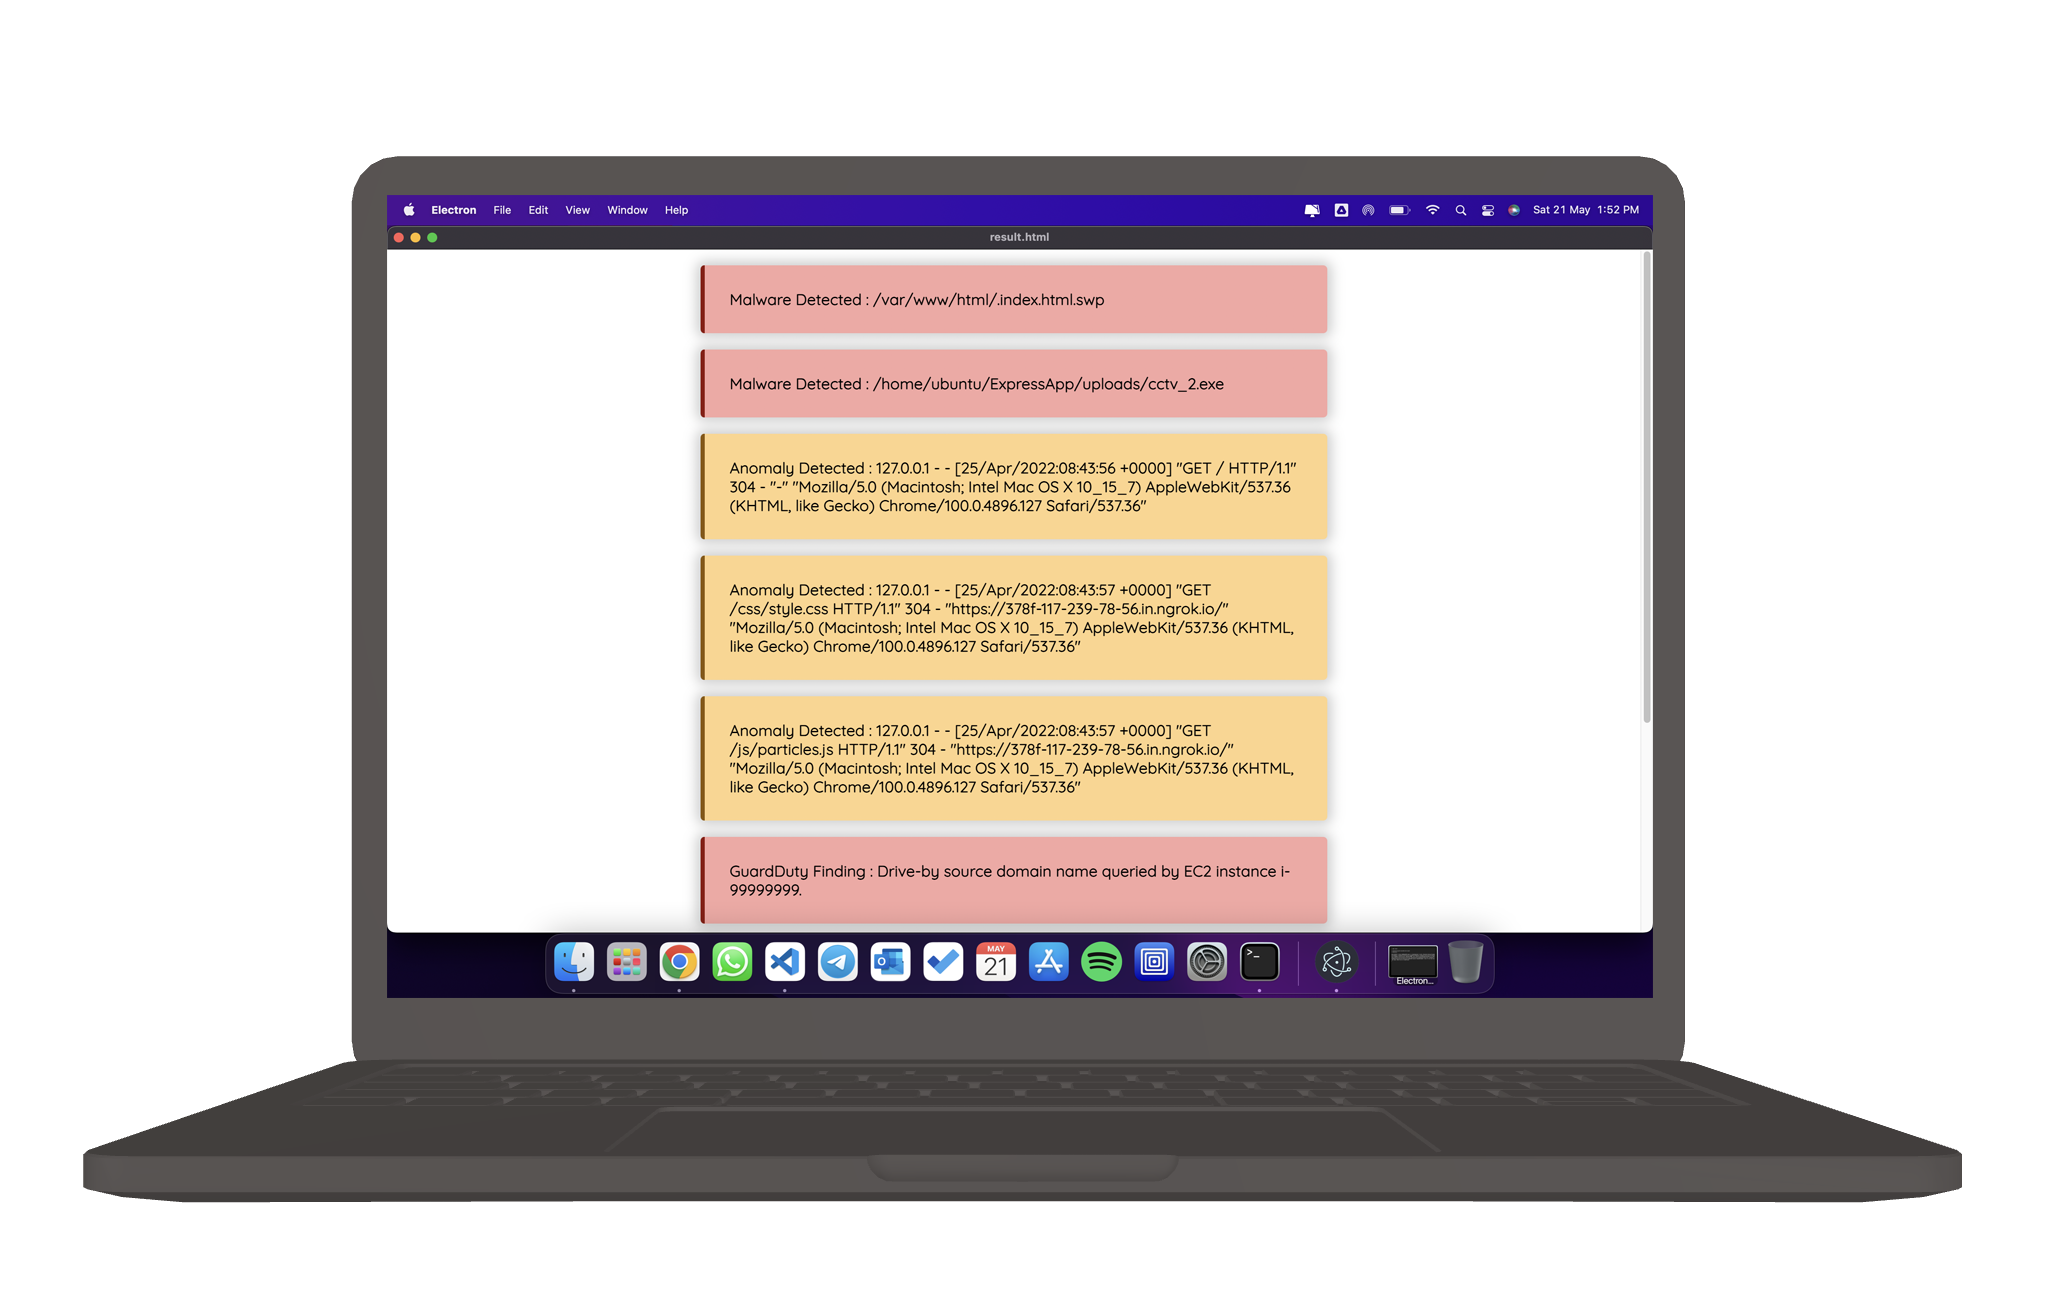 Electron File Edit View Window Help Sat 21 May 1:52 PM
result.html
Malware Detected : /var/www/html/.index.html.swp
Malware Detected : /home/ubuntu/ExpressApp/uploads/cctv_2.exe
Anomaly Detected : 127.0.0.1 - - [25/Apr/2022:08:43:56 +0000] "GET / HTTP/1.1"
304 - "-" "Mozilla/5.0 (Macintosh; Intel Mac OS X 10_15_7) AppleWebKit/537.36
(KHTML, like Gecko) Chrome/100.0.4896.127 Safari/537.36"
Anomaly Detected : 127.0.0.1 - - [25/Apr/2022:08:43:57 +0000] "GET
/css/style.css HTTP/1.1" 304 - "https://378f-117-239-78-56.in.ngrok.io/"
"Mozilla/5.0 (Macintosh; Intel Mac OS X 10_15_7) AppleWebKit/537.36 (KHTML,
like Gecko) Chrome/100.0.4896.127 Safari/537.36"
Anomaly Detected : 127.0.0.1 - - [25/Apr/2022:08:43:57 +0000] "GET
/js/particles.js HTTP/1.1" 304 - "https://378f-117-239-78-56.in.ngrok.io/"
"Mozilla/5.0 (Macintosh; Intel Mac OS X 10_15_7) AppleWebKit/537.36 (KHTML,
like Gecko) Chrome/100.0.4896.127 Safari/537.36"
GuardDuty Finding : Drive-by source domain name queried by EC2 instance i-
99999999.
MAY
21
Electron...